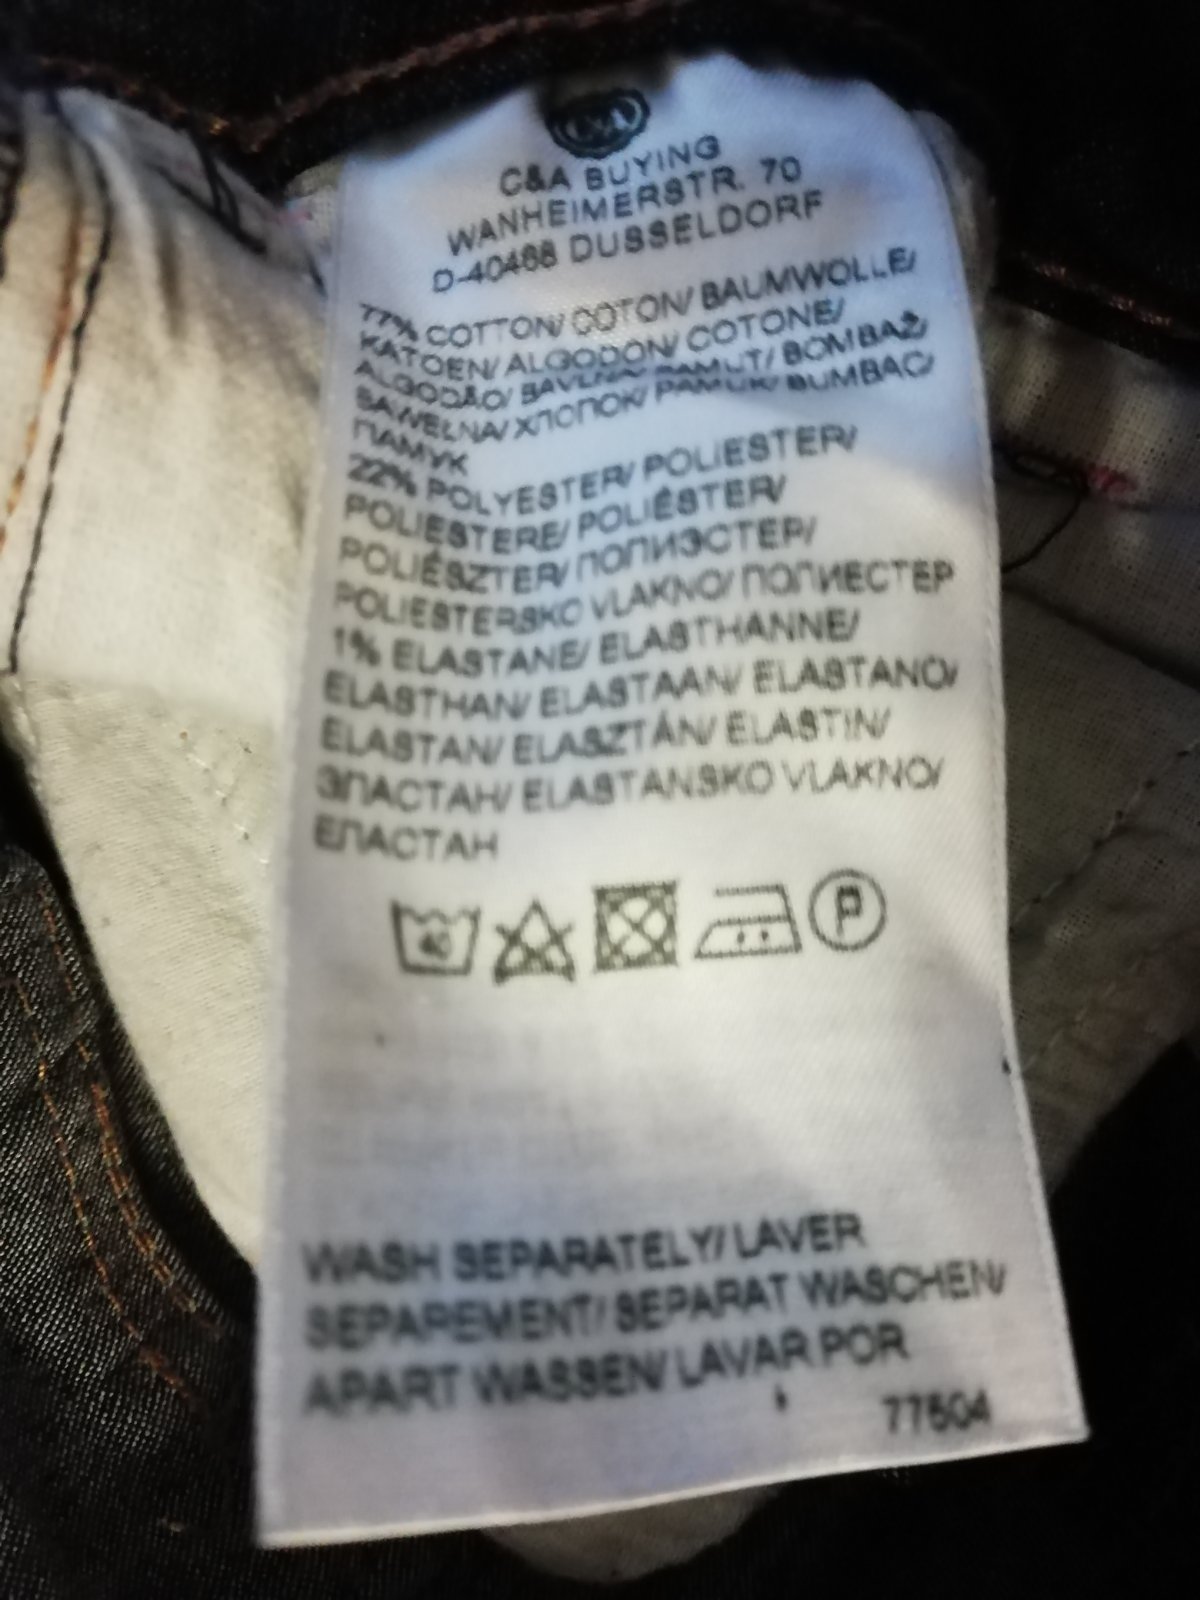 C&A
C&A BUYING
WANHEIMERSTR. 70
D-40468 DUSSELDORF
77% COTTON/ COTON/ BAUMWOLLE/
KATOEN/ ALGODON/ COTONE/
ALGODÃO/ BAVLNA/ PAMUT/ BOMBAŽ/
BAWEŁNA/ ХЛОПОК/ PAMUK/ BUMBAC/
ПАМУК
22% POLYESTER/ POLIESTER/
POLIESTERE/ POLIÉSTER/
POLIÉSZTER/ ПОЛИЭСТЕР/
POLIESTERSKO VLAKNO/ ПОЛИЕСТЕР
1% ELASTANE/ ELASTHANNE/
ELASTHAN/ ELASTAAN/ ELASTANO/
ELASTAN/ ELASZTÁN/ ELASTIN/
ЭЛАСТАН/ ELASTANSKO VLAKNO/
ЕЛАСТАН
40 P
WASH SEPARATELY/ LAVER
SEPAREMENT/ SEPARAT WASCHEN/
APART WASSEN/ LAVAR POR
77504